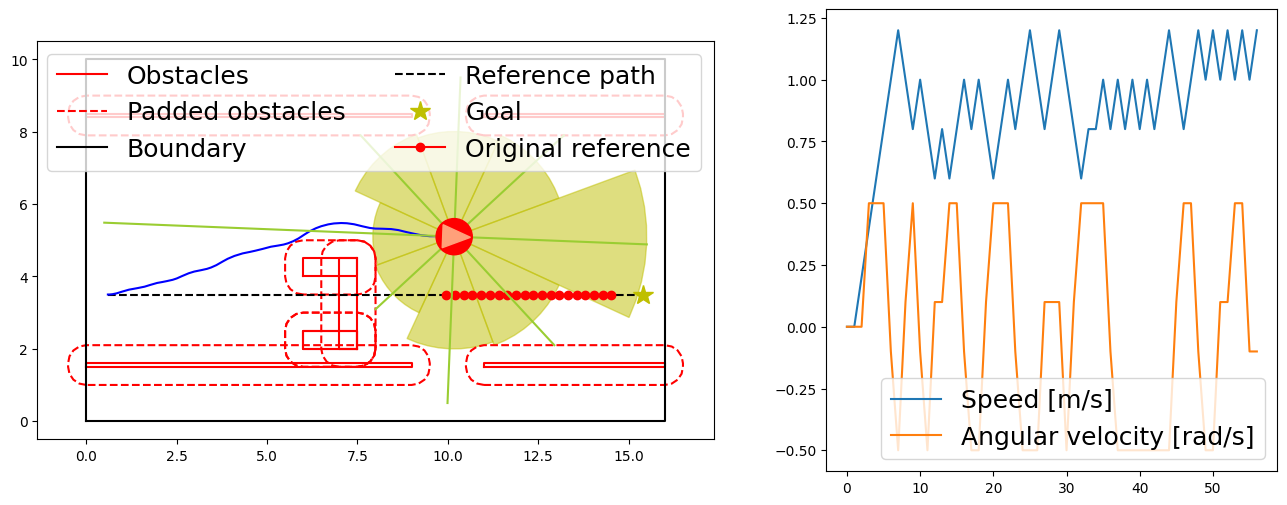 10
8
6
4
2
0
0.0 2.5 5.0 7.5 10.0 12.5 15.0
Obstacles
Padded obstacles
Boundary
Reference path
Goal
Original reference
1.25
1.00
0.75
0.50
0.25
0.00
−0.25
−0.50
0 10 20 30 40 50
Speed [m/s]
Angular velocity [rad/s]